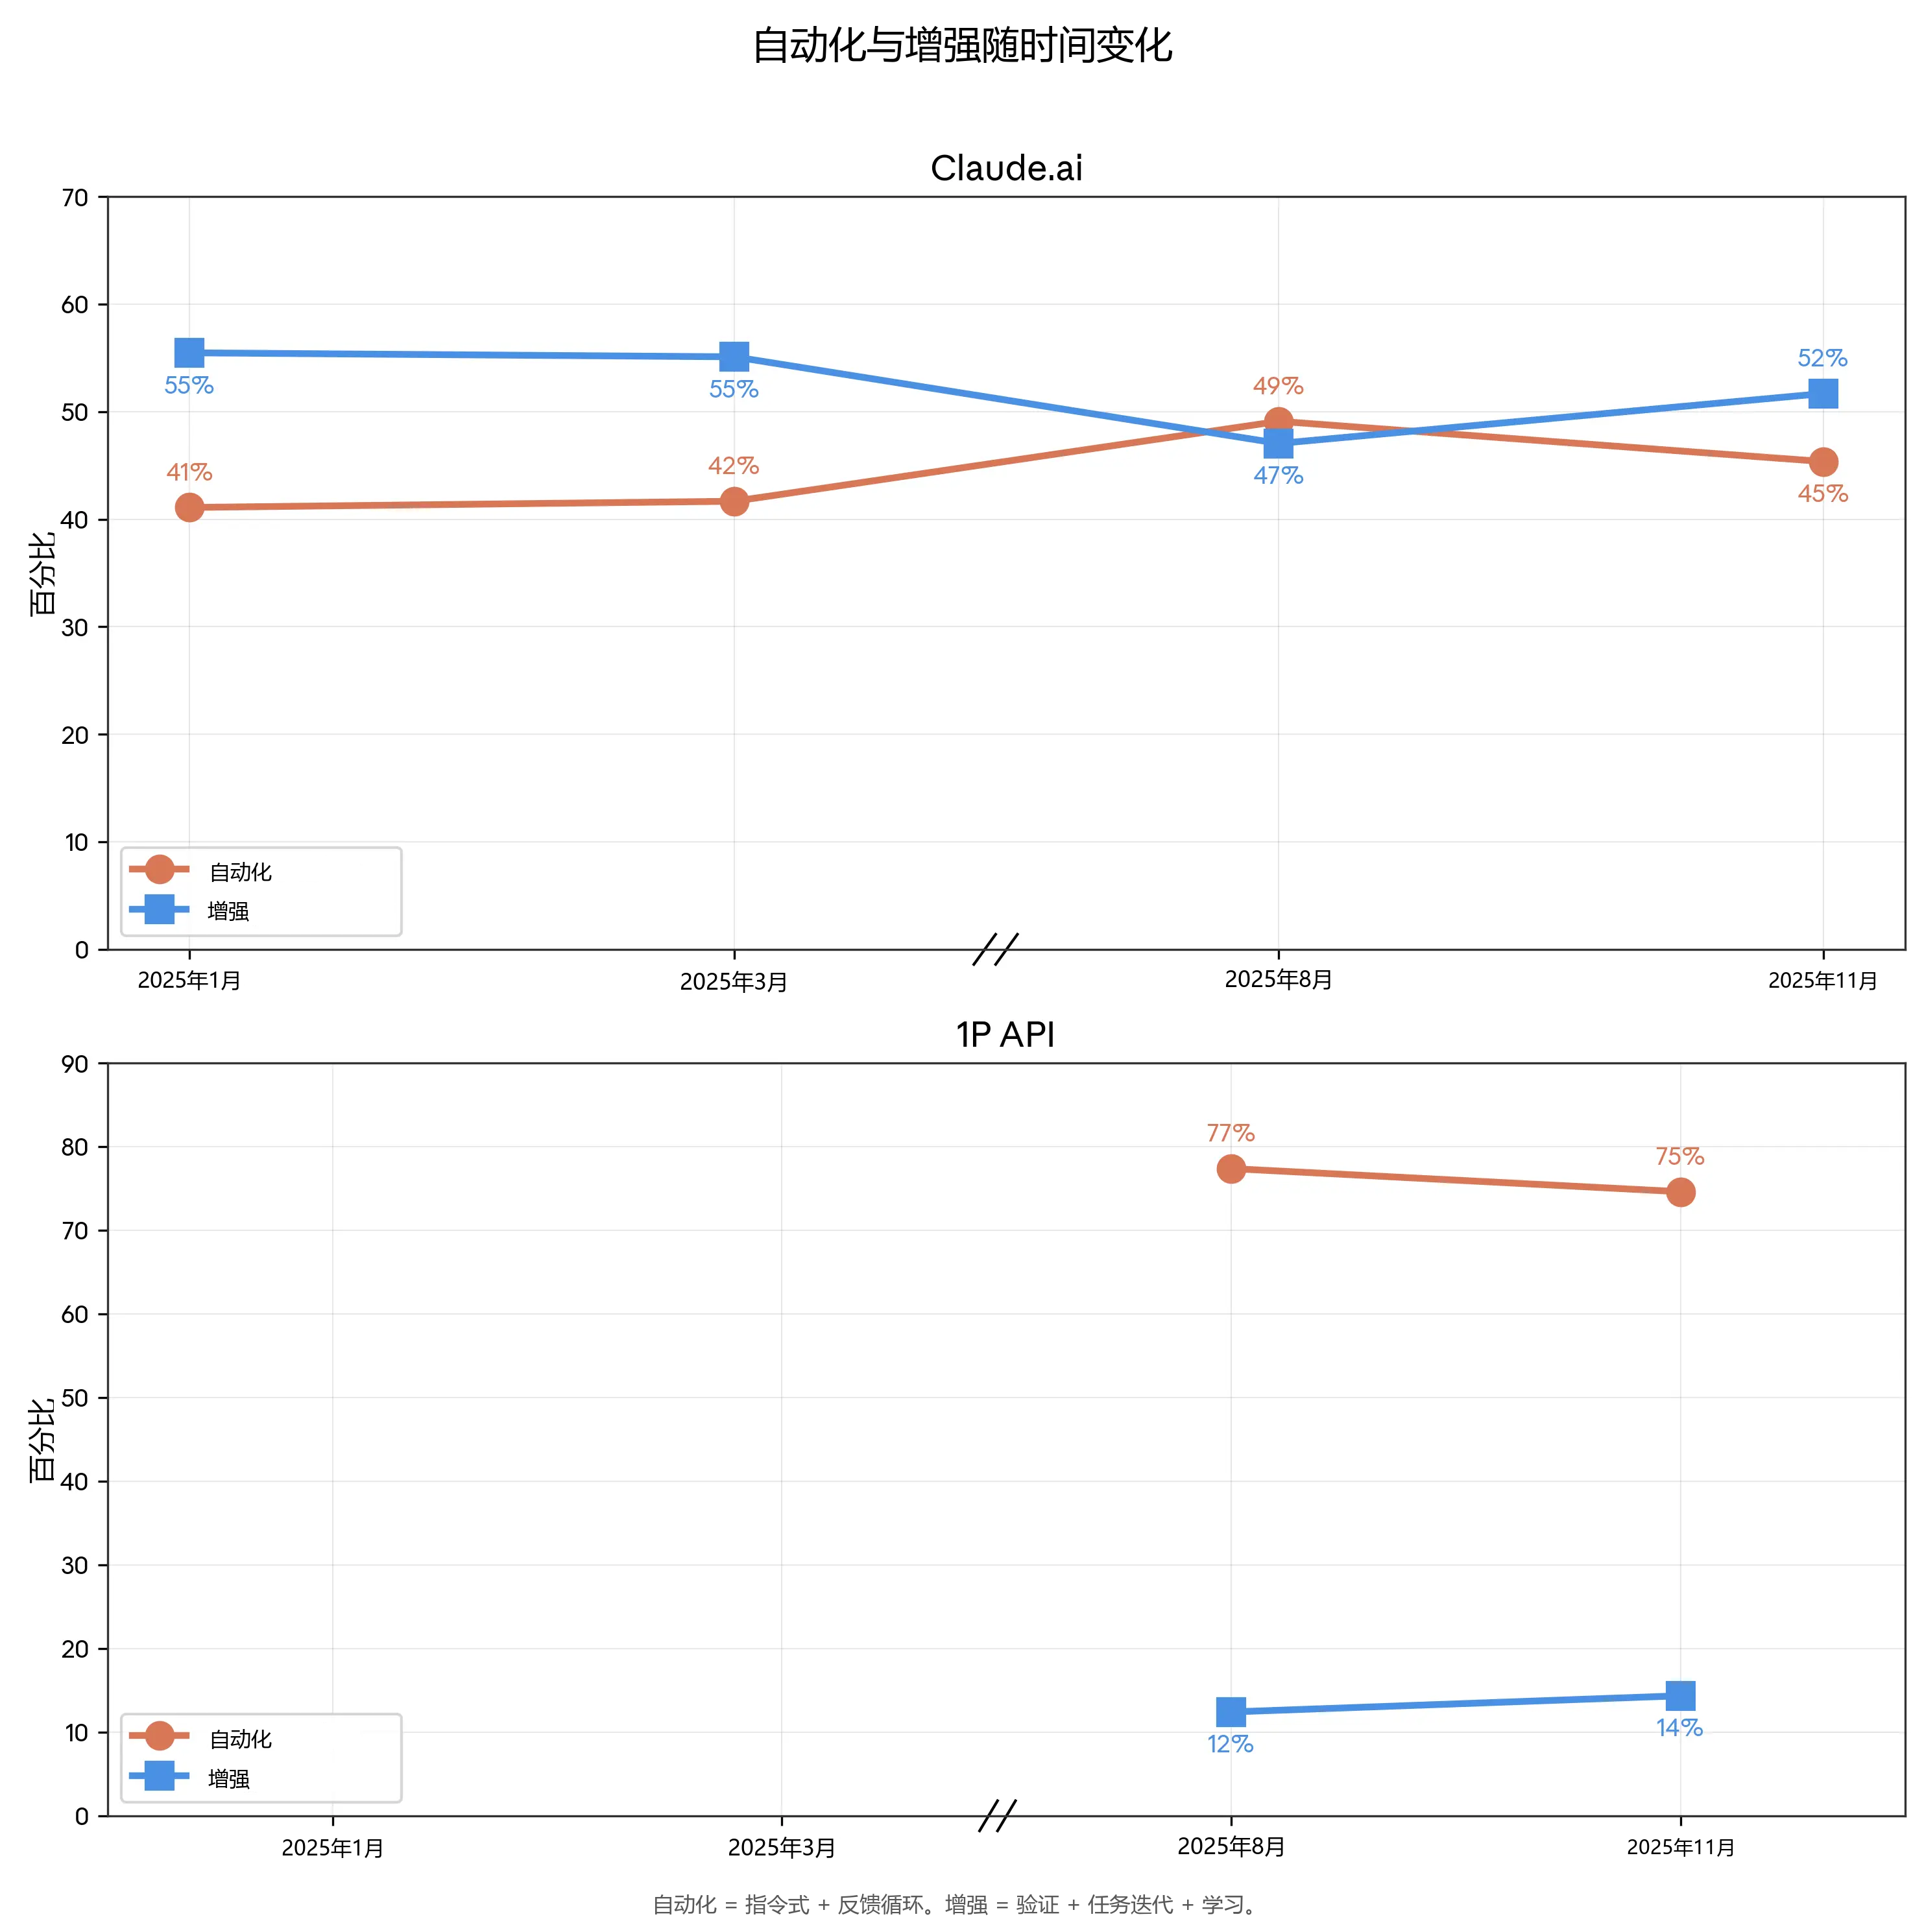 自动化与增强随时间变化
Claude.ai
70
60
50
40
30
20
10
0
百分比
55%
55%
47%
52%
41%
42%
49%
45%
自动化
增强
2025年1月
2025年3月
2025年8月
2025年11月
1P API
90
80
70
60
50
40
30
20
10
0
百分比
77%
75%
12%
14%
自动化
增强
2025年1月
2025年3月
2025年8月
2025年11月
自动化 = 指令式 + 反馈循环。增强 = 验证 + 任务迭代 + 学习。